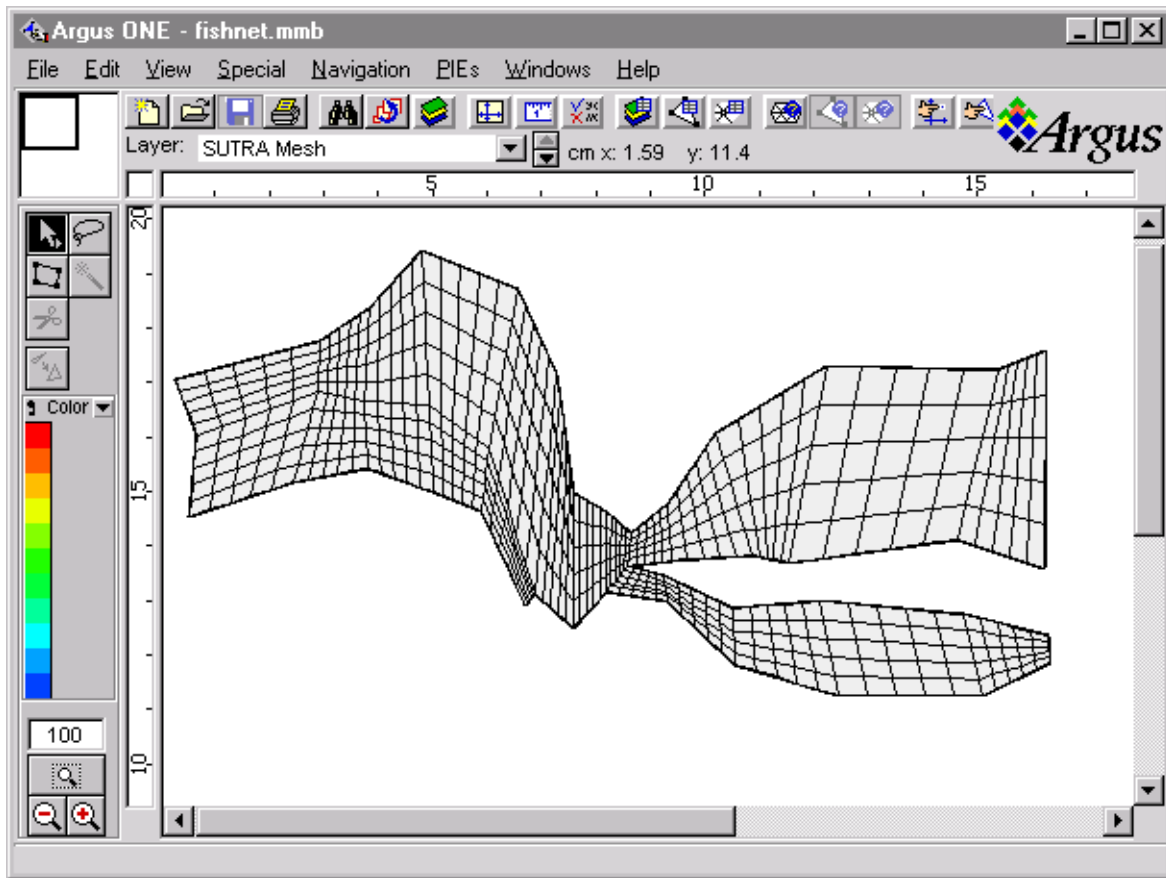 Argus ONE - fishnet.mmb
File Edit View Special Navigation PIEs Windows Help
Argus
Layer: SUTRA Mesh cm x: 1.59 y: 11.4
5 10 15
20
15
10
Color
100